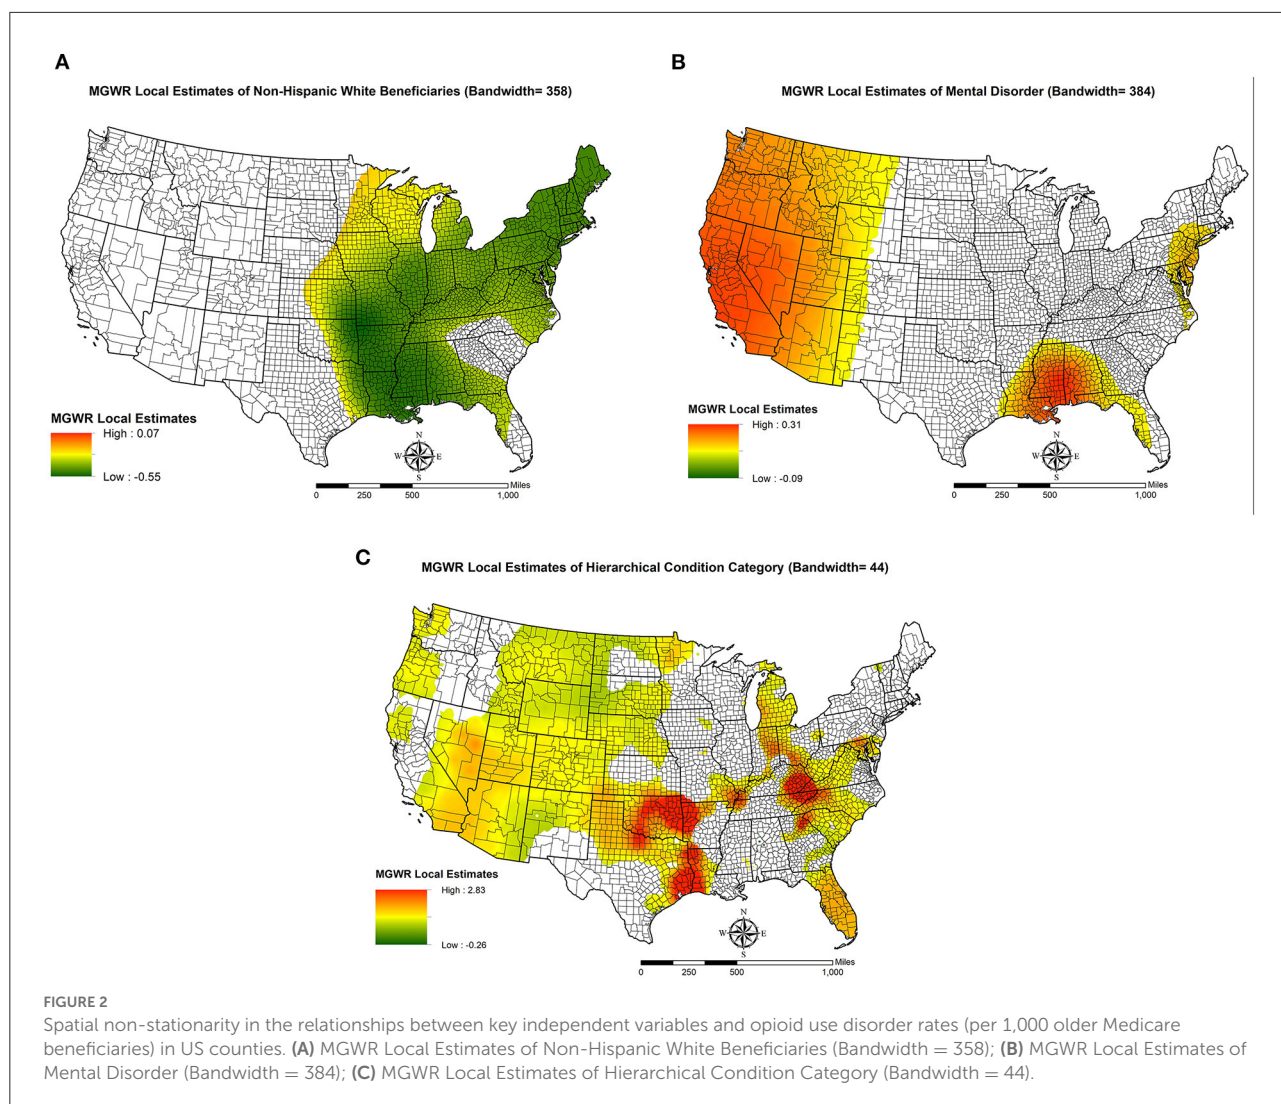 A
MGWR Local Estimates of Non-Hispanic White Beneficiaries (Bandwidth= 358)
MGWR Local Estimates
High : 0.07
Low : -0.55
N
W E
S
Miles
0 250 500 1,000
B
MGWR Local Estimates of Mental Disorder (Bandwidth= 384)
MGWR Local Estimates
High : 0.31
Low : -0.09
N
W E
S
Miles
0 250 500 1,000
C
MGWR Local Estimates of Hierarchical Condition Category (Bandwidth= 44)
MGWR Local Estimates
High : 2.83
Low : -0.26
N
W E
S
Miles
0 250 500 1,000
FIGURE 2
Spatial non-stationarity in the relationships between key independent variables and opioid use disorder rates (per 1,000 older Medicare
beneficiaries) in US counties. (A) MGWR Local Estimates of Non-Hispanic White Beneficiaries (Bandwidth = 358); (B) MGWR Local Estimates of
Mental Disorder (Bandwidth = 384); (C) MGWR Local Estimates of Hierarchical Condition Category (Bandwidth = 44).